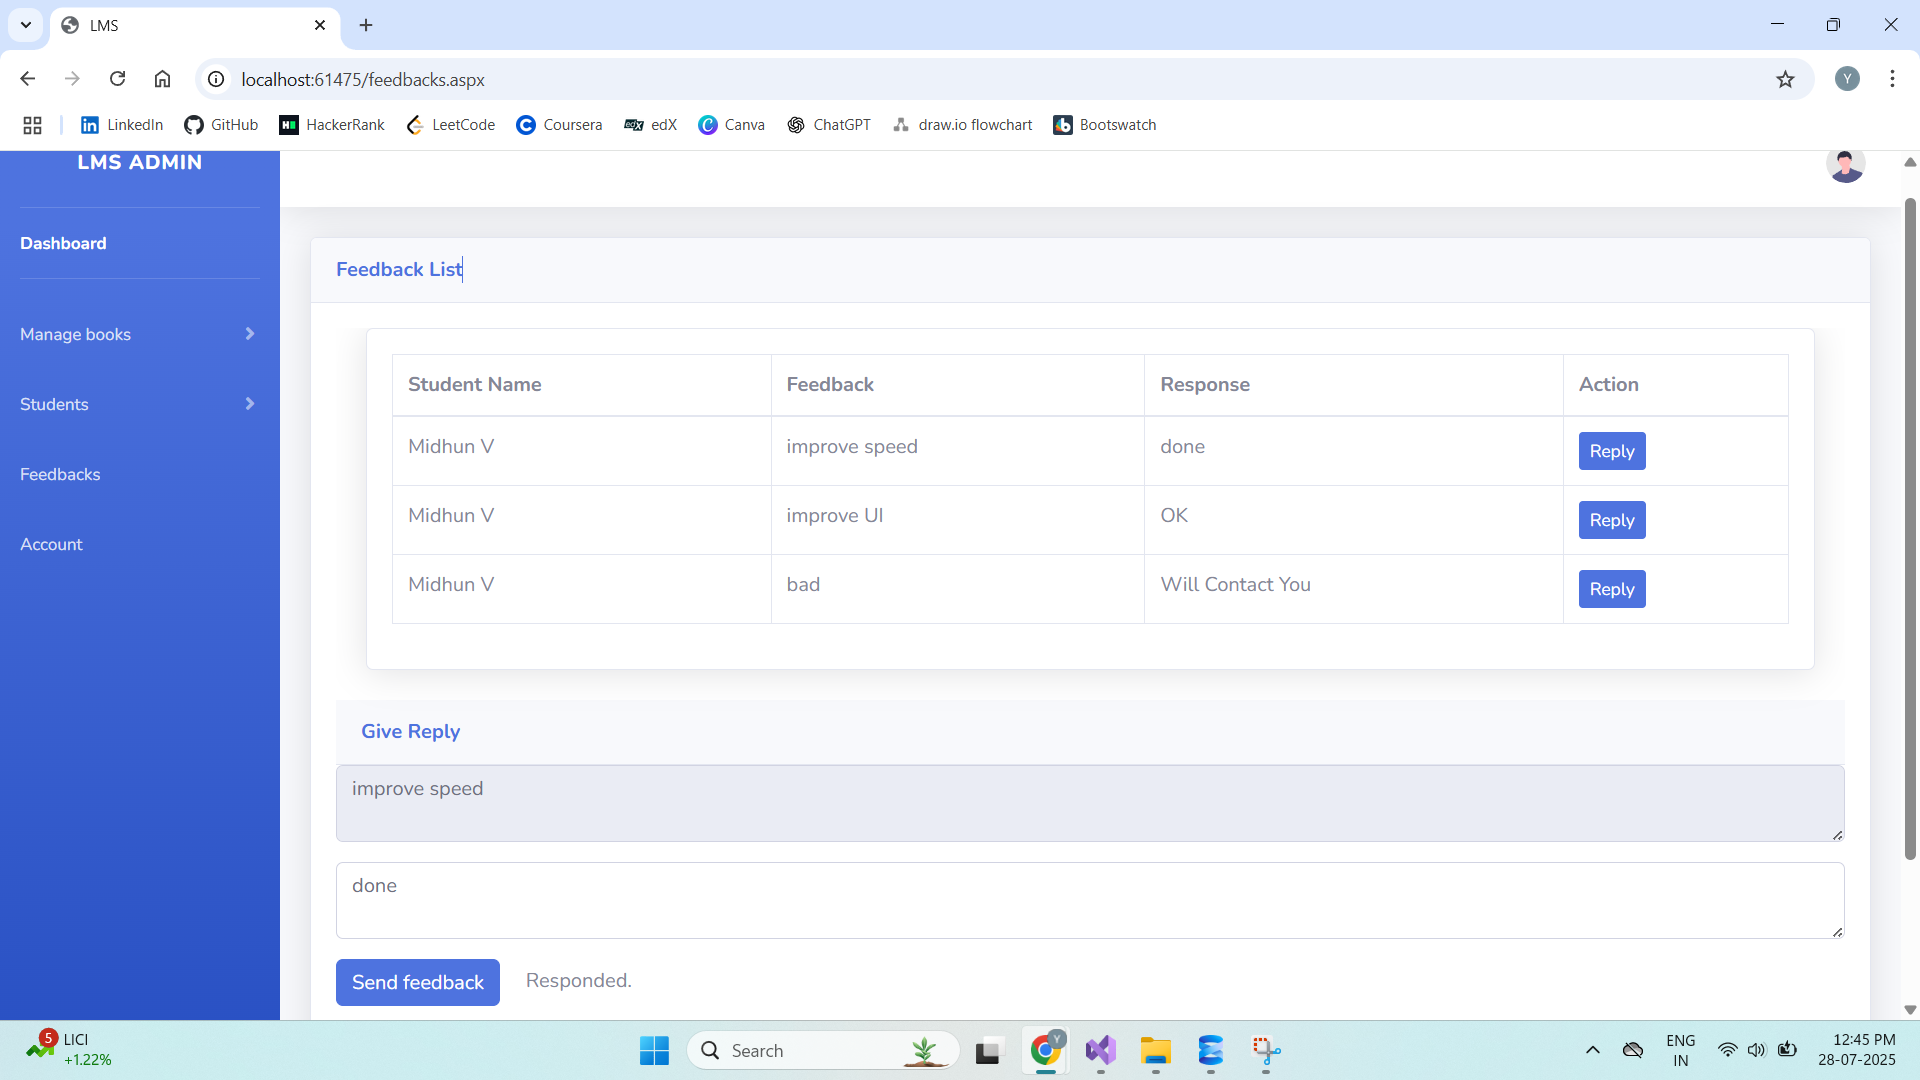 LMS
localhost:61475/feedbacks.aspx
Y
LinkedIn GitHub HackerRank LeetCode Coursera edX Canva ChatGPT draw.io flowchart Bootswatch
LMS ADMIN
Dashboard
Manage books
Students
Feedbacks
Account
Feedback List
Student Name Feedback Response Action
Midhun V improve speed done Reply
Midhun V improve UI OK Reply
Midhun V bad Will Contact You Reply
Give Reply
improve speed
done
Send feedback Responded.
5 LICI
+1.22%
Search
Y
ENG
IN
12:45 PM
28-07-2025